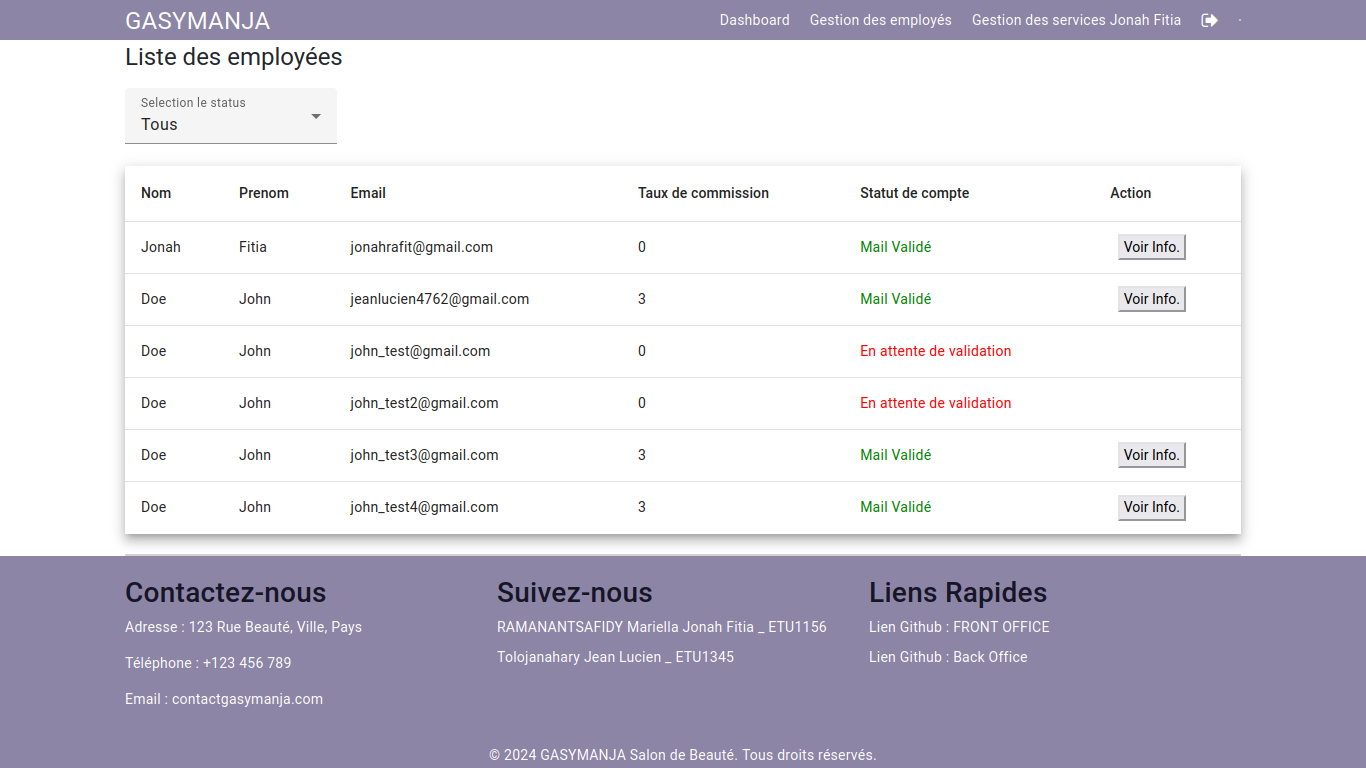 GASYMANJA Dashboard Gestion des employés Gestion des services Jonah Fitia
Liste des employées
Selection le status
Tous
Nom Prenom Email Taux de commission Statut de compte Action
Jonah Fitia jonahrafit@gmail.com 0 Mail Validé Voir Info.
Doe John jeanlucien4762@gmail.com 3 Mail Validé Voir Info.
Doe John john_test@gmail.com 0 En attente de validation
Doe John john_test2@gmail.com 0 En attente de validation
Doe John john_test3@gmail.com 3 Mail Validé Voir Info.
Doe John john_test4@gmail.com 3 Mail Validé Voir Info.
Contactez-nous
Adresse : 123 Rue Beauté, Ville, Pays
Téléphone : +123 456 789
Email : contactgasymanja.com
Suivez-nous
RAMANANTSAFIDY Mariella Jonah Fitia _ ETU1156
Tolojanahary Jean Lucien _ ETU1345
Liens Rapides
Lien Github : FRONT OFFICE
Lien Github : Back Office
© 2024 GASYMANJA Salon de Beauté. Tous droits réservés.